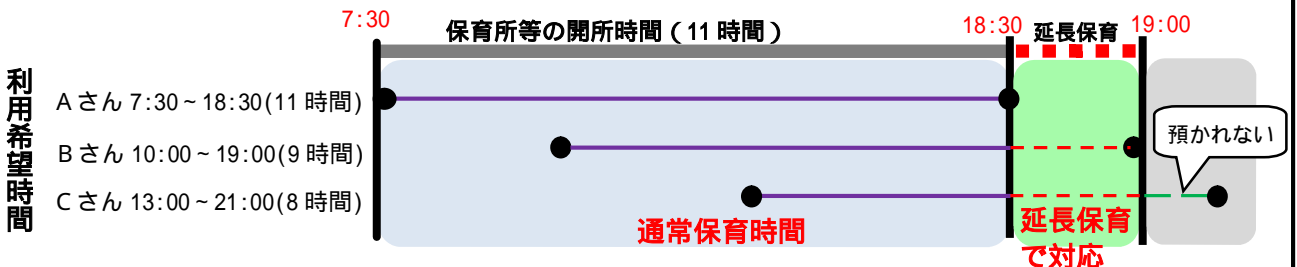 7:30
保育所等の開所時間(11時間)
18:30
延長保育
19:00
利用希望時間
Aさん 7:30~18:30(11時間)
Bさん 10:00~19:00(9時間)
預かれない
Cさん 13:00~21:00(8時間)
通常保育時間
延長保育
で対応